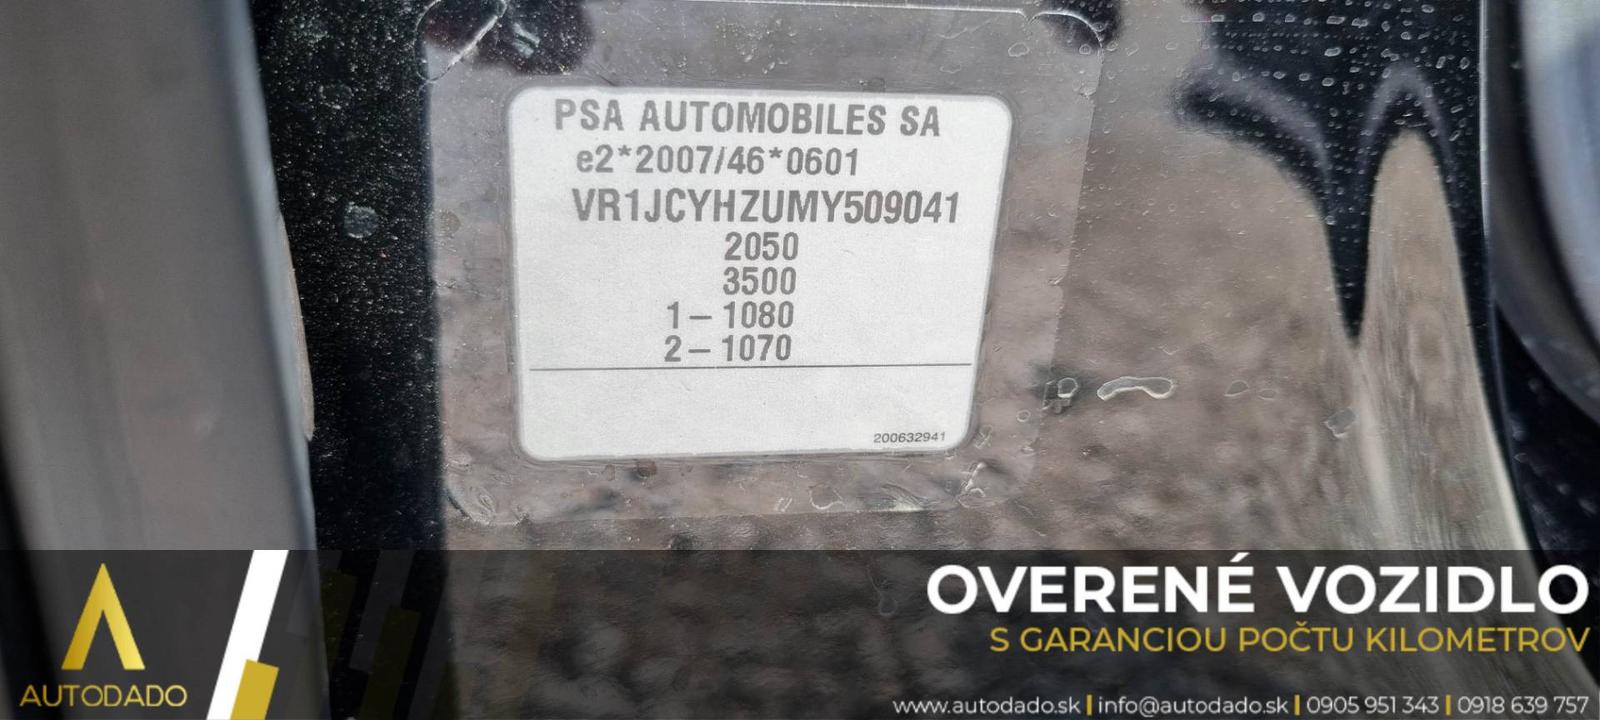 PSA AUTOMOBILES SA
e2*2007/46*0601
VR1JCYHZUMY509041
2050
3500
1 – 1080
2 – 1070
200632941
AUTODADO
OVERENÉ VOZIDLO
S GARANCIOU POČTU KILOMETROV
www.autodado.sk | info@autodado.sk | 0905 951 343 | 0918 639 757